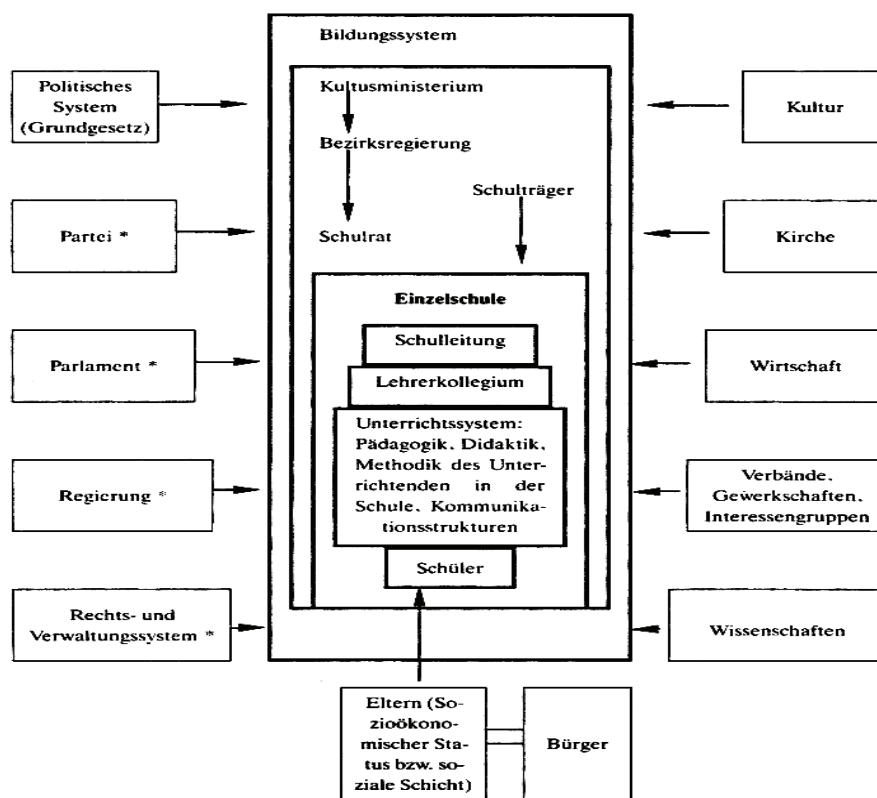 Bildungssystem
Politisches
System
(Grundgesetz)
Kultusministerium
Kultur
Bezirksregierung
Schulträger
Partei *
Schulrat
Kirche
Einzelschule
Schulleitung
Parlament *
Wirtschaft
Lehrerkollegium
Unterrichtssystem:
Pädagogik, Didaktik,
Methodik des Unter-
richtenden in der
Schule, Kommunika-
tionsstrukturen
Regierung *
Verbände,
Gewerkschaften,
Interessengruppen
Schüler
Rechts- und
Verwaltungssystem *
Wissenschaften
Eltern (So-
zioökono-
mischer Sta-
tus bzw. so-
ziale Schicht)
Bürger